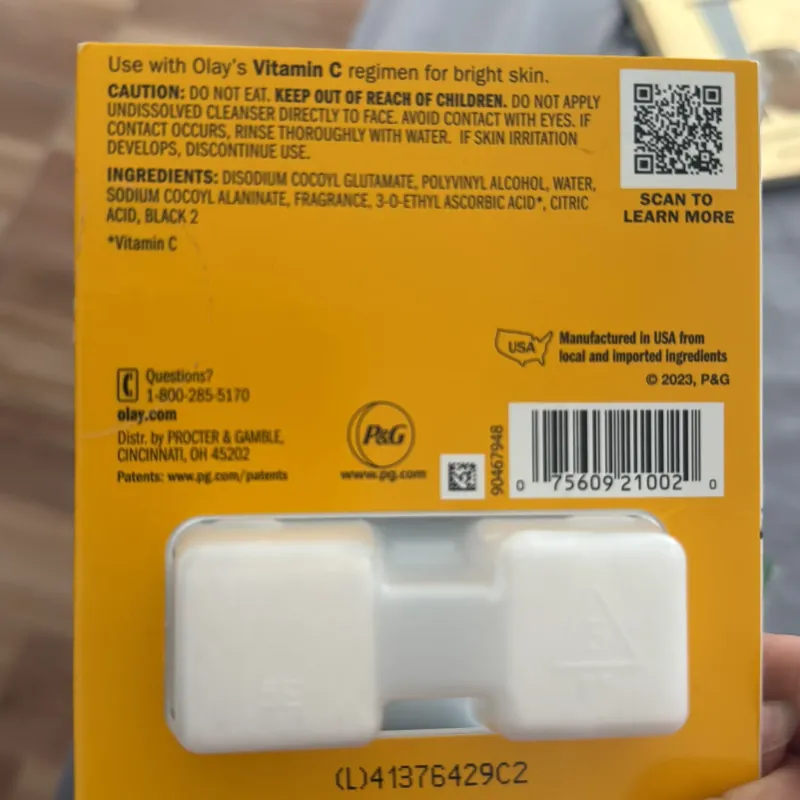 Use with Olay's Vitamin C regimen for bright skin.
CAUTION: DO NOT EAT. KEEP OUT OF REACH OF CHILDREN. DO NOT APPLY
UNDISSOLVED CLEANSER DIRECTLY TO FACE. AVOID CONTACT WITH EYES. IF
CONTACT OCCURS, RINSE THOROUGHLY WITH WATER. IF SKIN IRRITATION
DEVELOPS, DISCONTINUE USE.
INGREDIENTS: DISODIUM COCOYL GLUTAMATE, POLYVINYL ALCOHOL, WATER,
SODIUM COCOYL ALANINATE, FRAGRANCE, 3-O-ETHYL ASCORBIC ACID*, CITRIC
ACID, BLACK 2
*Vitamin C
SCAN TO
LEARN MORE
USA
Manufactured in USA from
local and imported ingredients
© 2023, P&G
Questions?
1-800-285-5170
olay.com
Distr. by PROCTER & GAMBLE,
CINCINNATI, OH 45202
Patents: www.pg.com/patents
P&G
www.pg.com
90467948
0 75609 21002 0
(L)41376429C2